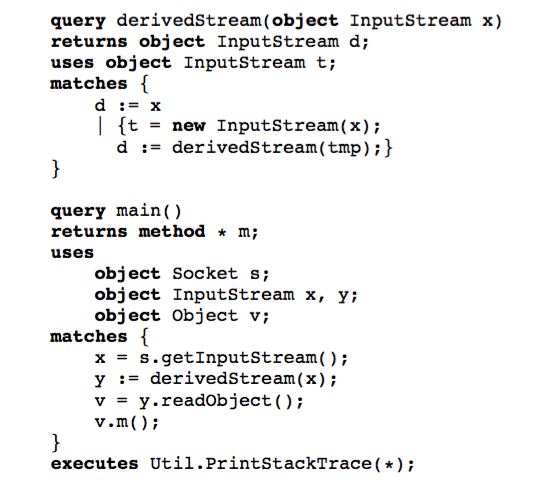 query derivedStream(object InputStream x)
returns object InputStream d;
uses object InputStream t;
matches {
    d := x
    | {t = new InputStream(x);
      d := derivedStream(tmp);}
}

query main()
returns method * m;
uses
    object Socket s;
    object InputStream x, y;
    object Object v;
matches {
    x = s.getInputStream();
    y := derivedStream(x);
    v = y.readObject();
    v.m();
}
executes Util.PrintStackTrace(*);